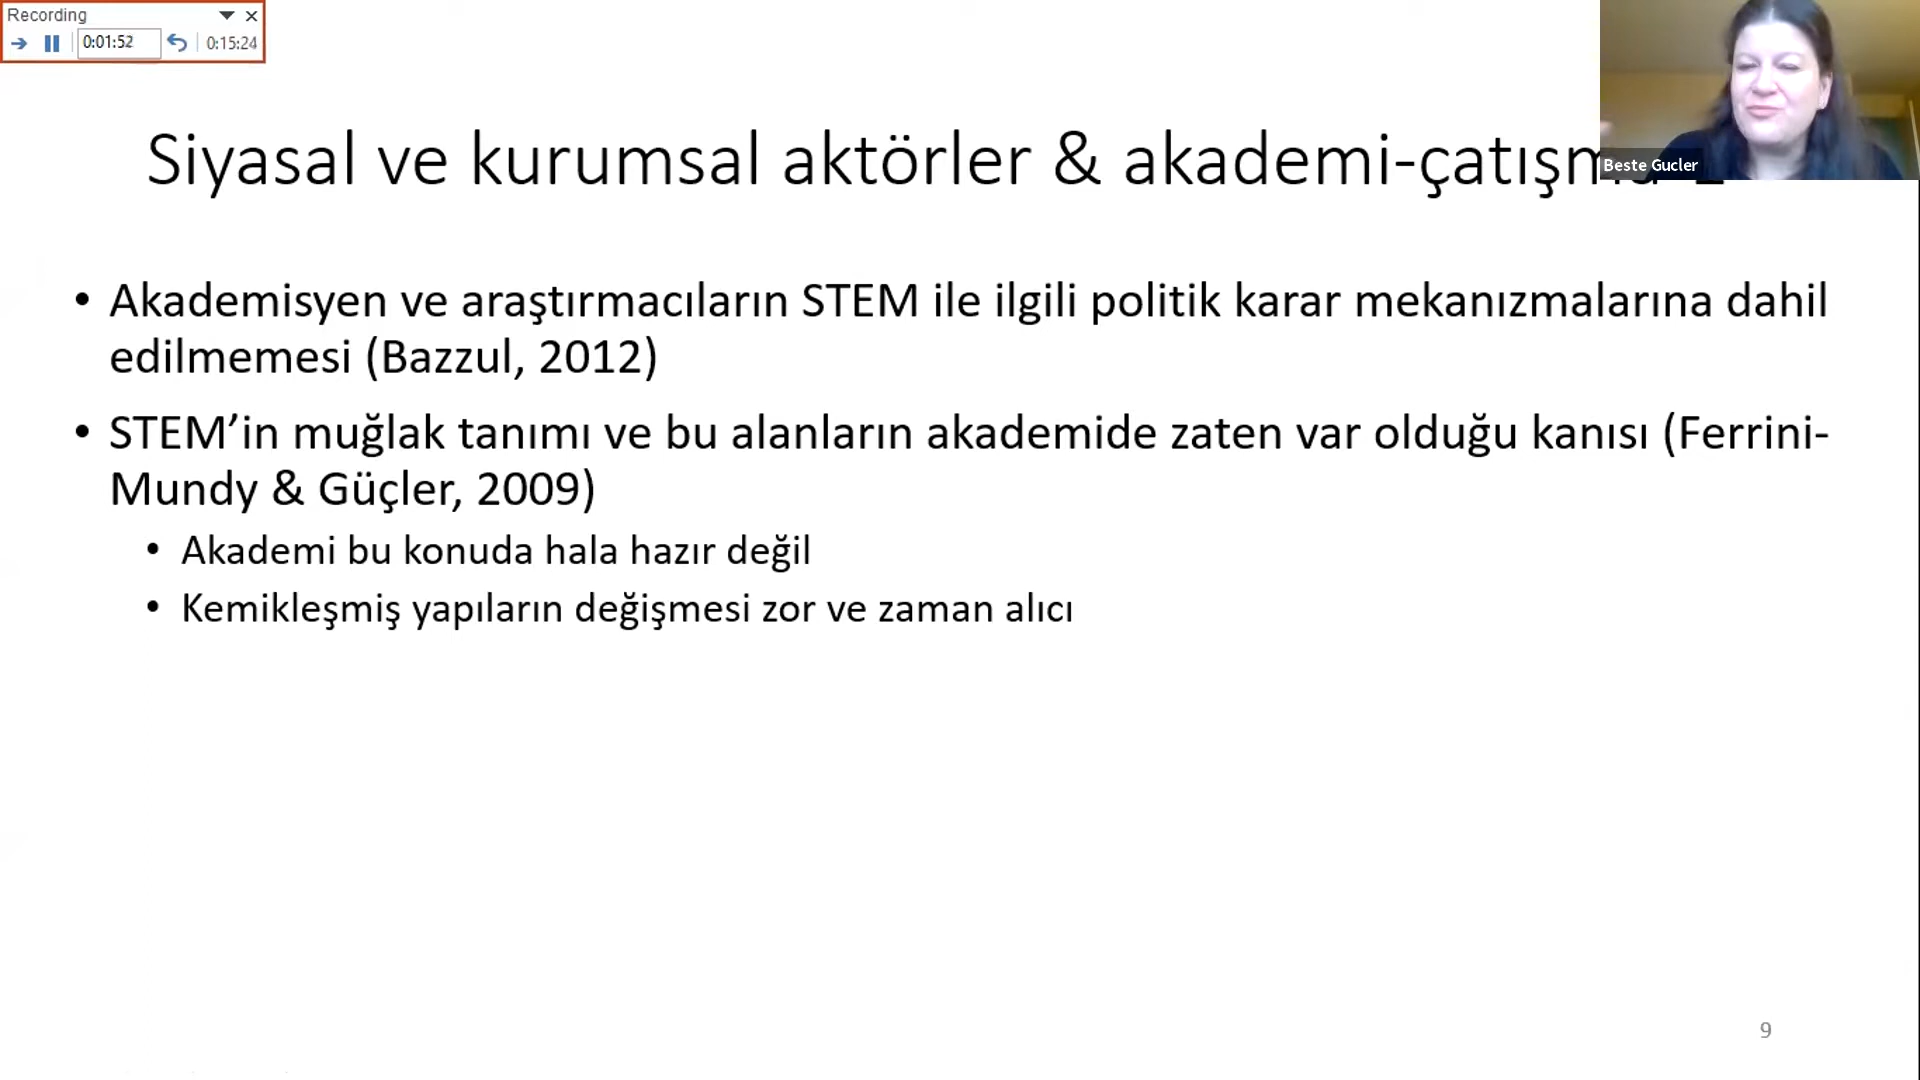 Recording
0:01:52 0:15:24
Siyasal ve kurumsal aktörler & akademi-çatışma
Beste Gucler
• Akademisyen ve araştırmacıların STEM ile ilgili politik karar mekanızmalarına dahil
edilmemesi (Bazzul, 2012)
• STEM’in muğlak tanımı ve bu alanların akademide zaten var olduğu kanısı (Ferrini-
Mundy & Güçler, 2009)
• Akademi bu konuda hala hazır değil
• Kemikleşmiş yapıların değişmesi zor ve zaman alıcı
9